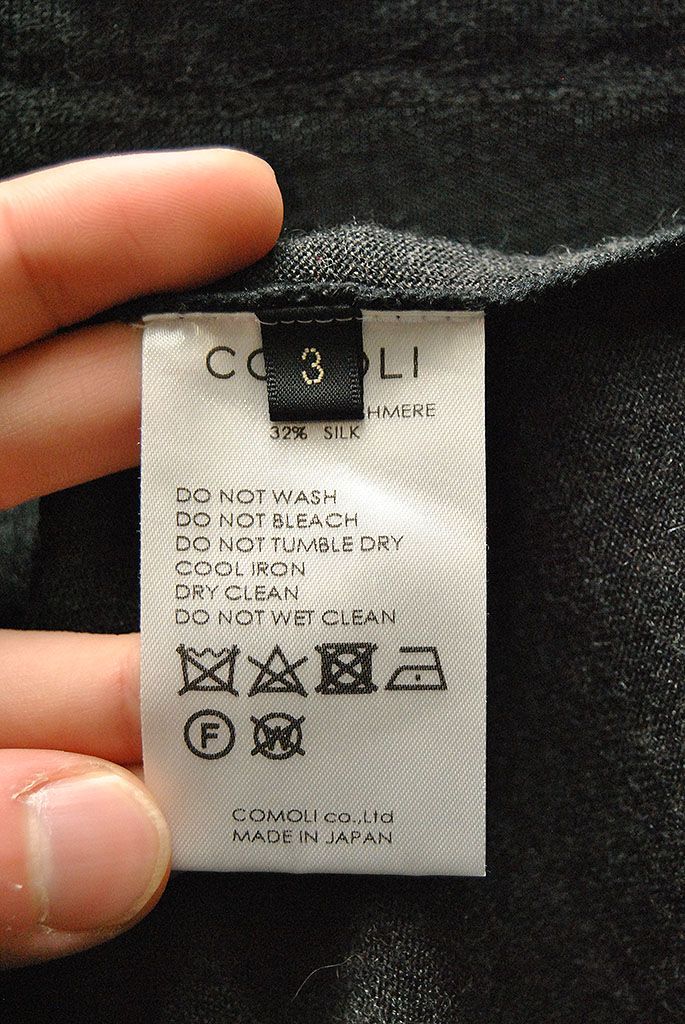 CO OLI
3
HMERE
32% SILK
DO NOT WASH
DO NOT BLEACH
DO NOT TUMBLE DRY
COOL IRON
DRY CLEAN
DO NOT WET CLEAN
F W
COMOLI co.,Ltd
MADE IN JAPAN